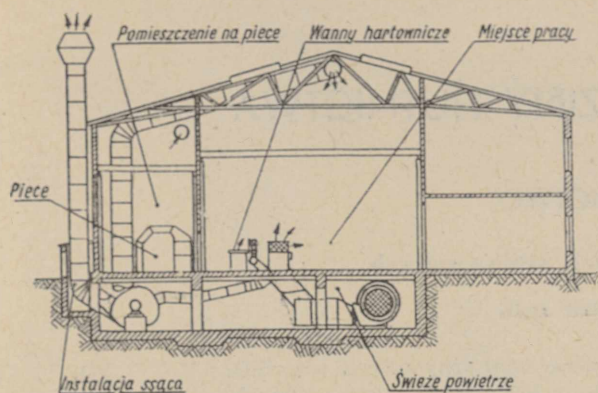 Pomieszczenie na piece
Wanny hartownicze
Miejsce pracy
Piece
Instalacja ssąca
Świeże powietrze